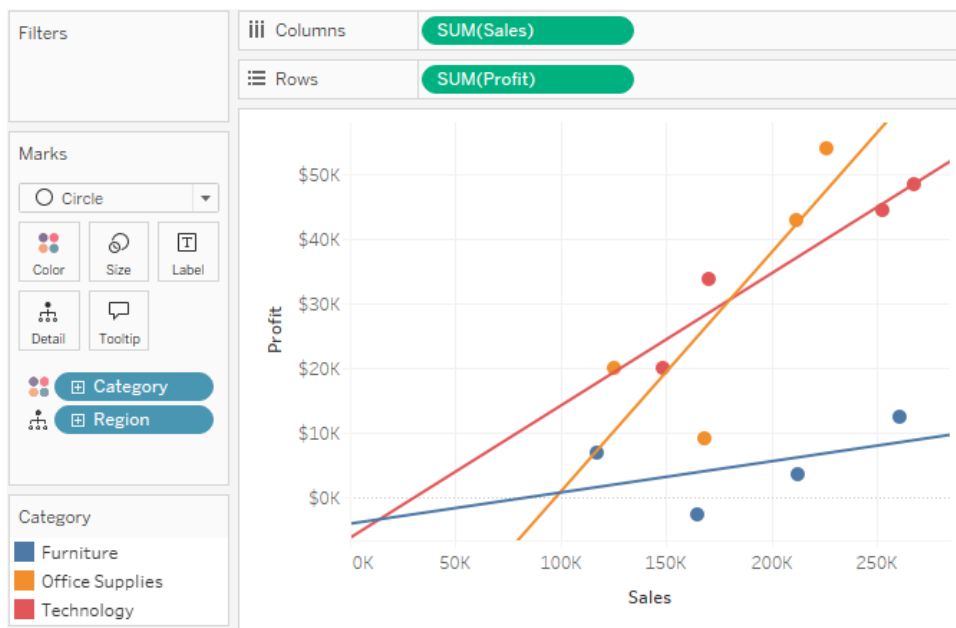 Filters
Columns
SUM(Sales)
Rows
SUM(Profit)
Marks
Circle
Color
Size
Label
Detail
Tooltip
Category
Region
Category
Furniture
Office Supplies
Technology
Profit
$50K
$40K
$30K
$20K
$10K
$0K
0K 50K 100K 150K 200K 250K
Sales